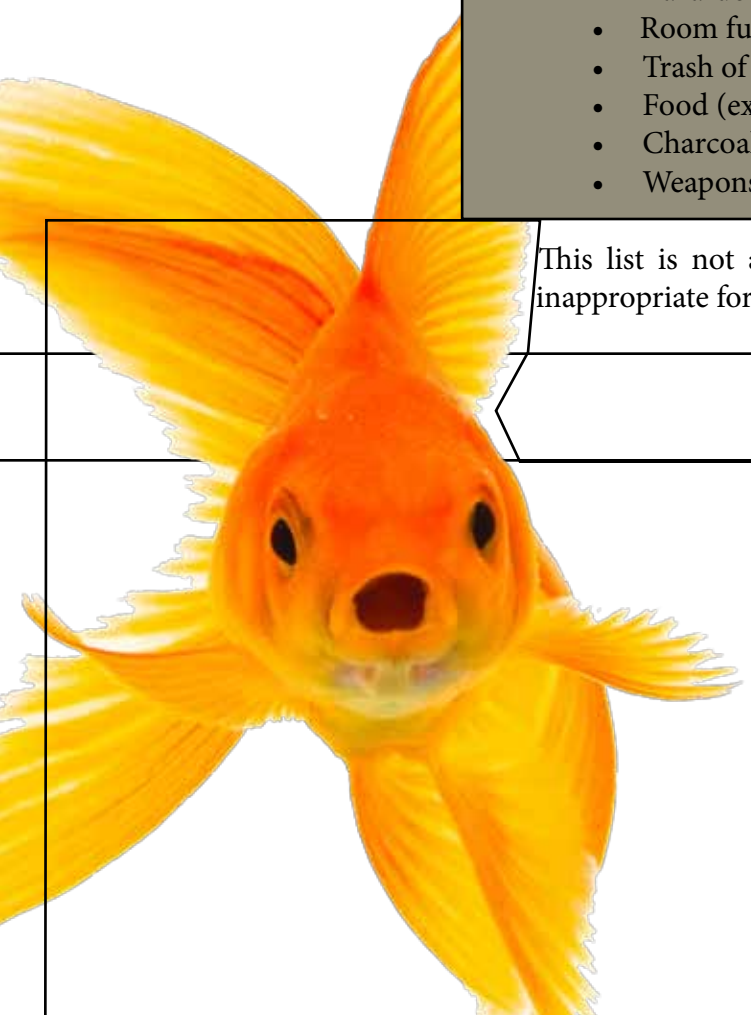 • Room fu
• Trash of
• Food (ex
• Charcoa
• Weapons
This list is not a
inappropriate for